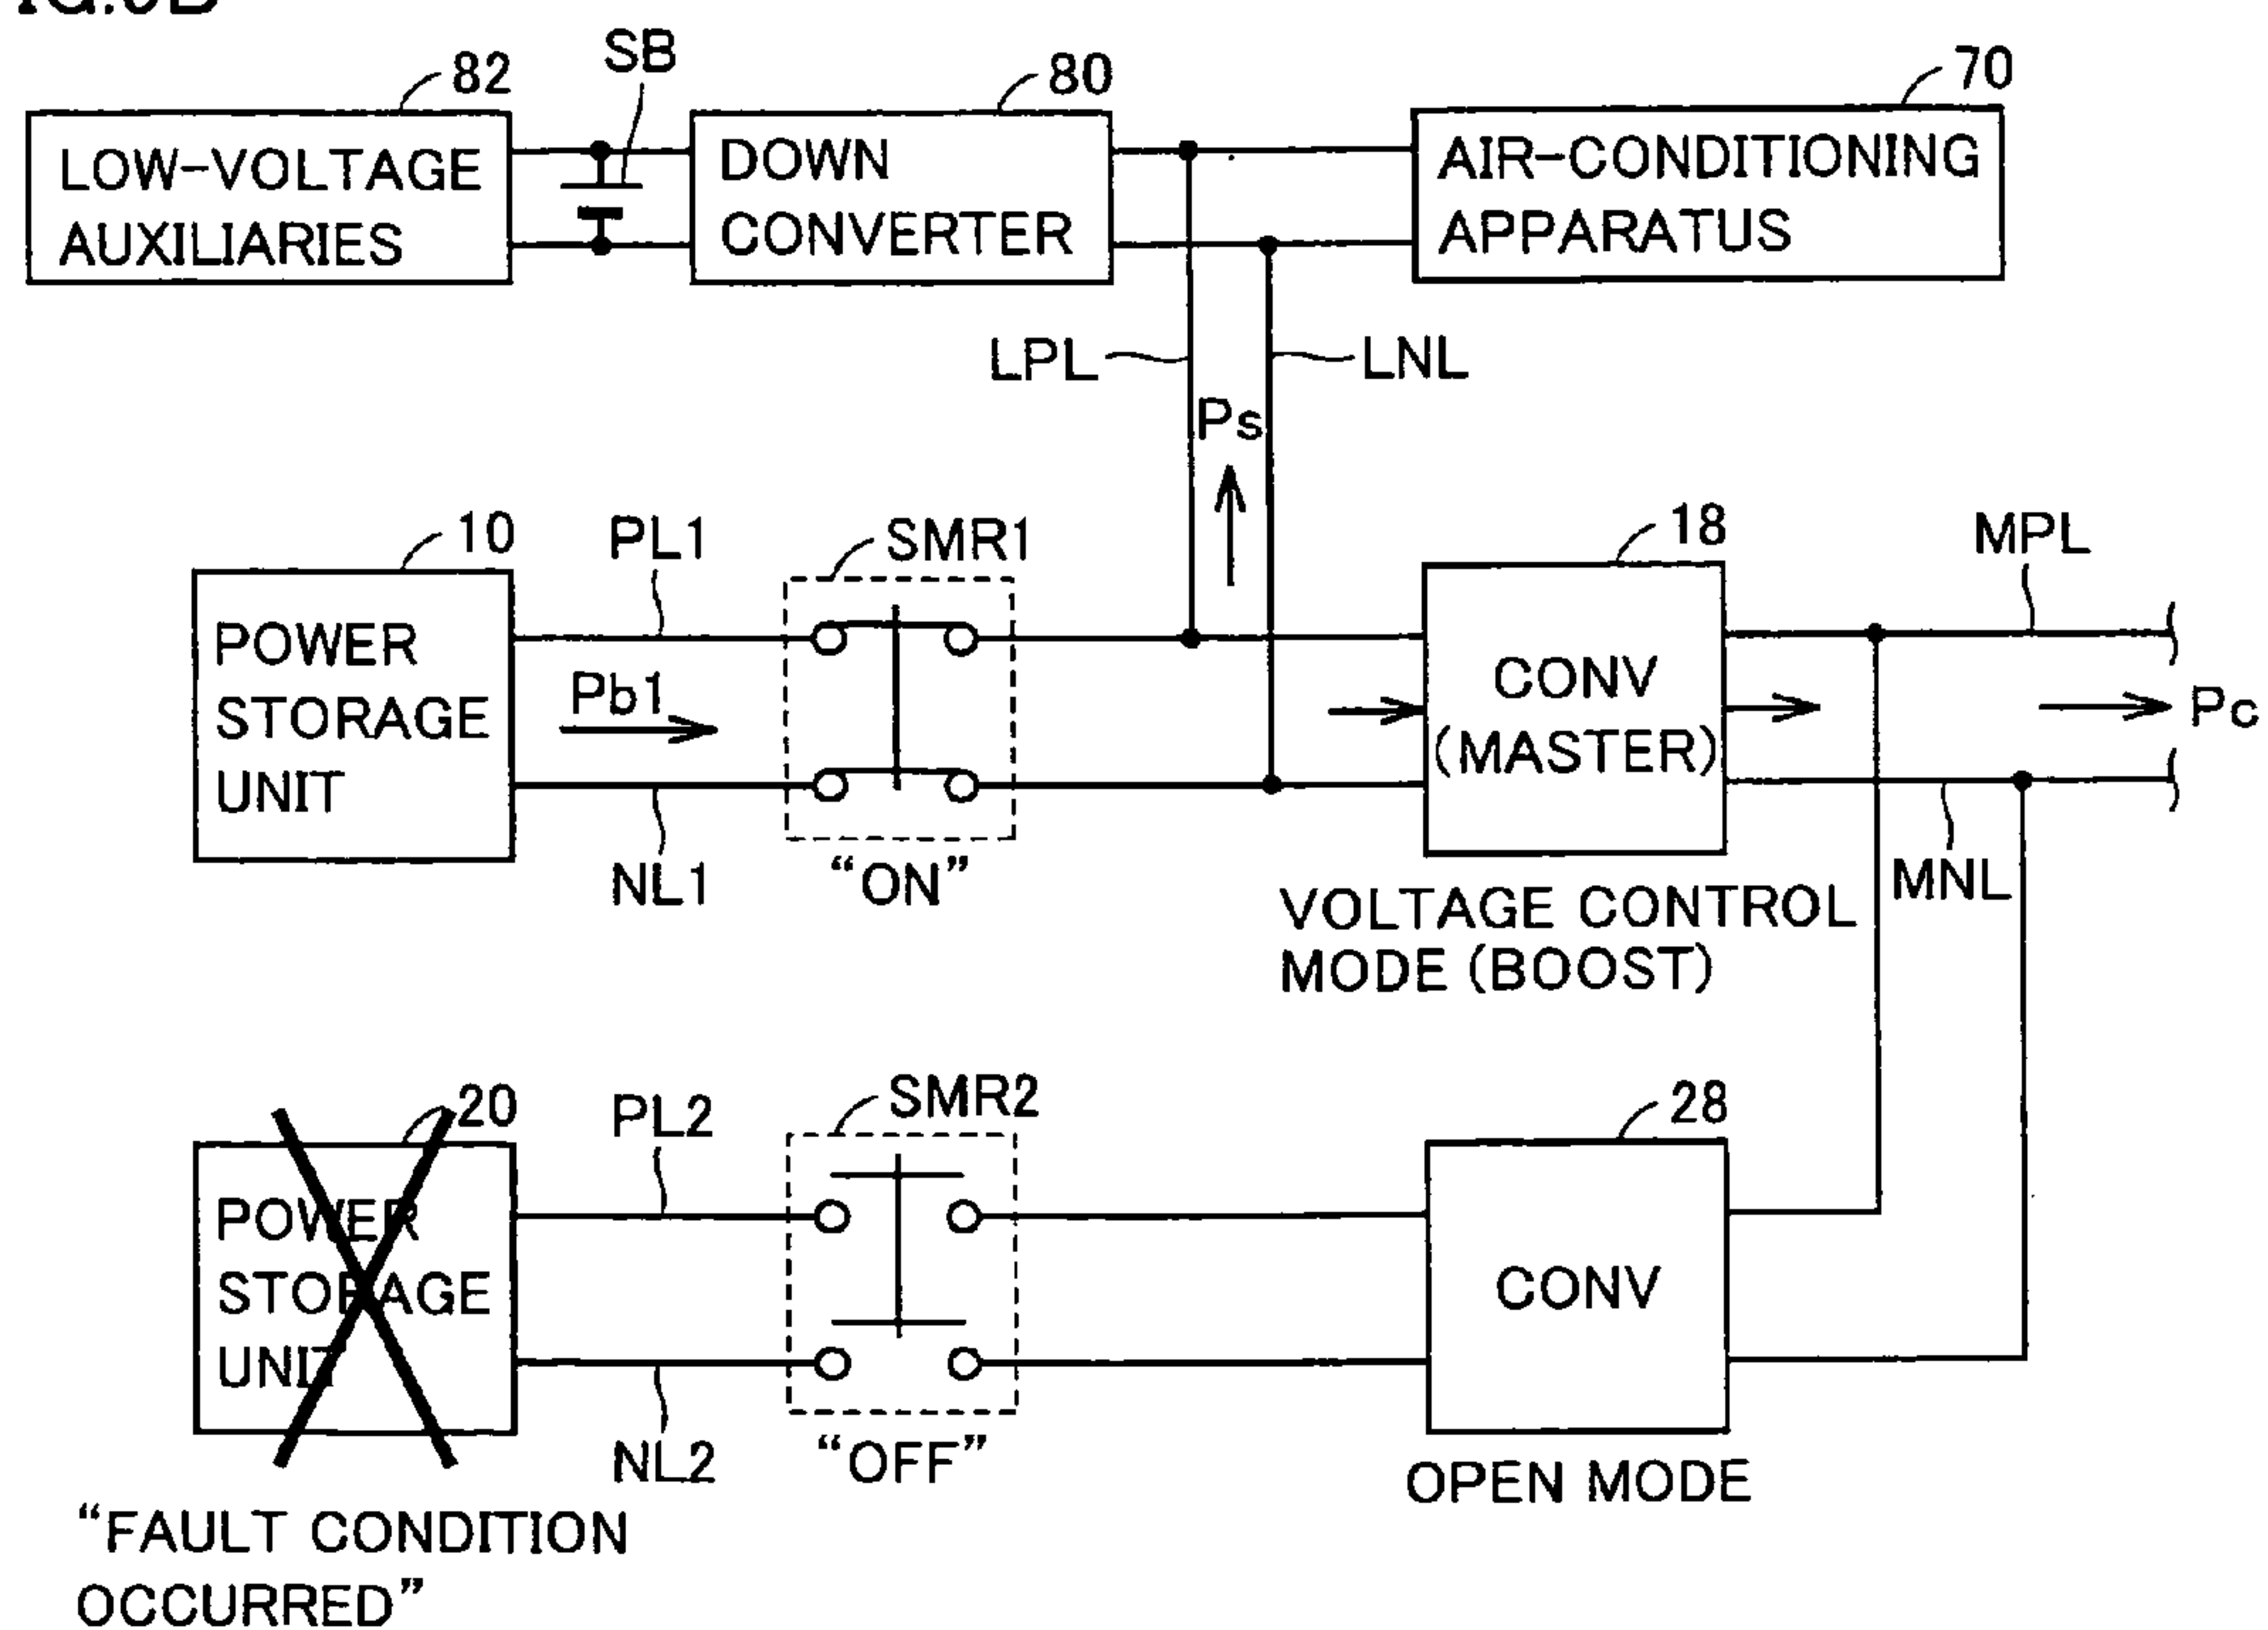 82
SB
80
70
LOW-VOLTAGE
AUXILIARIES
DOWN
CONVERTER
AIR-CONDITIONING
APPARATUS
LPL
LNL
Ps
10
PL1
SMR1
18
MPL
POWER
STORAGE
UNIT
Pb1
CONV
(MASTER)
Pc
NL1
“ON”
MNL
VOLTAGE CONTROL
MODE (BOOST)
20
PL2
SMR2
28
POWER
STORAGE
UNIT
CONV
NL2
“OFF”
OPEN MODE
“FAULT CONDITION
OCCURRED”